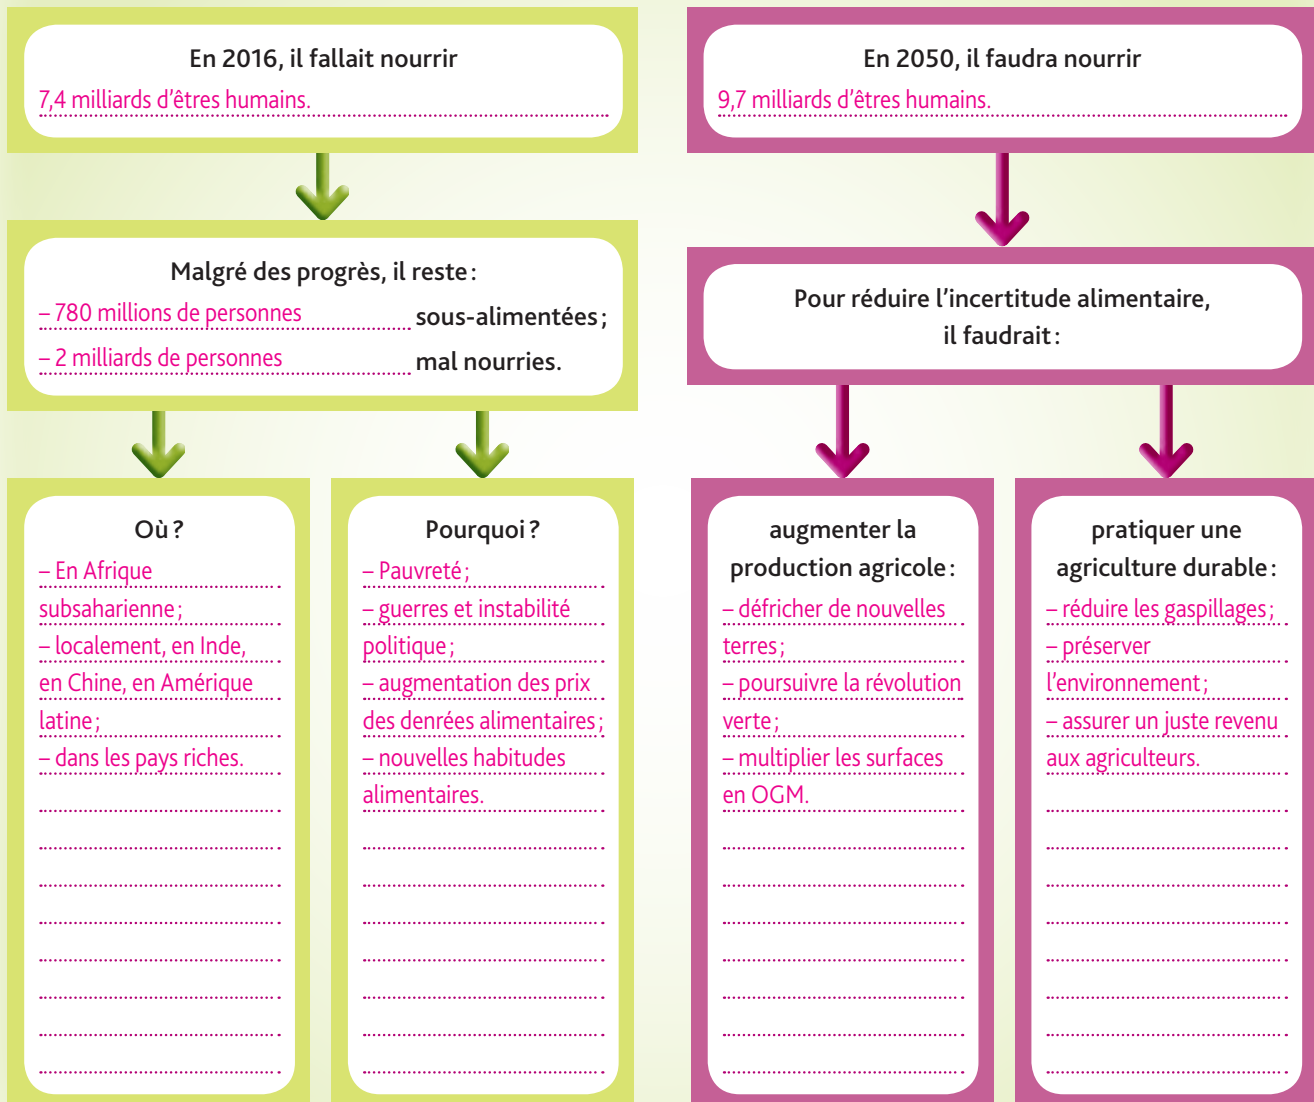 En 2016, il fallait nourrir
7,4 milliards d'êtres humains.
Malgré des progrès, il reste :
– 780 millions de personnes sous-alimentées ;
– 2 milliards de personnes mal nourries.
Où ?
– En Afrique
subsaharienne ;
– localement, en Inde,
en Chine, en Amérique
latine ;
– dans les pays riches.
Pourquoi ?
– Pauvreté ;
– guerres et instabilité
politique ;
– augmentation des prix
des denrées alimentaires ;
– nouvelles habitudes
alimentaires.
En 2050, il faudra nourrir
9,7 milliards d'êtres humains.
Pour réduire l'incertitude alimentaire,
il faudrait :
augmenter la
production agricole :
– défricher de nouvelles
terres ;
– poursuivre la révolution
verte ;
– multiplier les surfaces
en OGM.
pratiquer une
agriculture durable :
– réduire les gaspillages ;
– préserver
l'environnement ;
– assurer un juste revenu
aux agriculteurs.